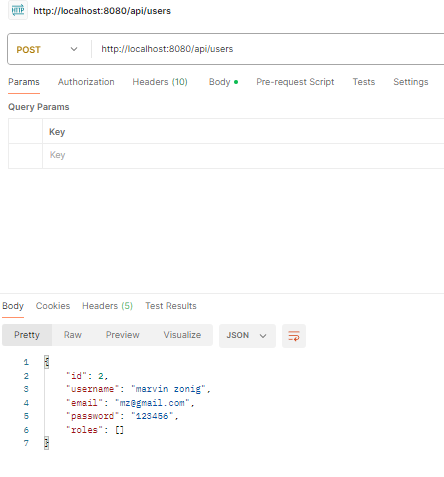 HTTP http://localhost:8080/api/users
POST http://localhost:8080/api/users
Params Authorization Headers (10) Body Pre-request Script Tests Settings
Query Params
Key
Key
Body Cookies Headers (5) Test Results
Pretty Raw Preview Visualize JSON
1 {
2 "id": 2,
3 "username": "marvin zonig",
4 "email": "mz@gmail.com",
5 "password": "123456",
6 "roles": []
7 }